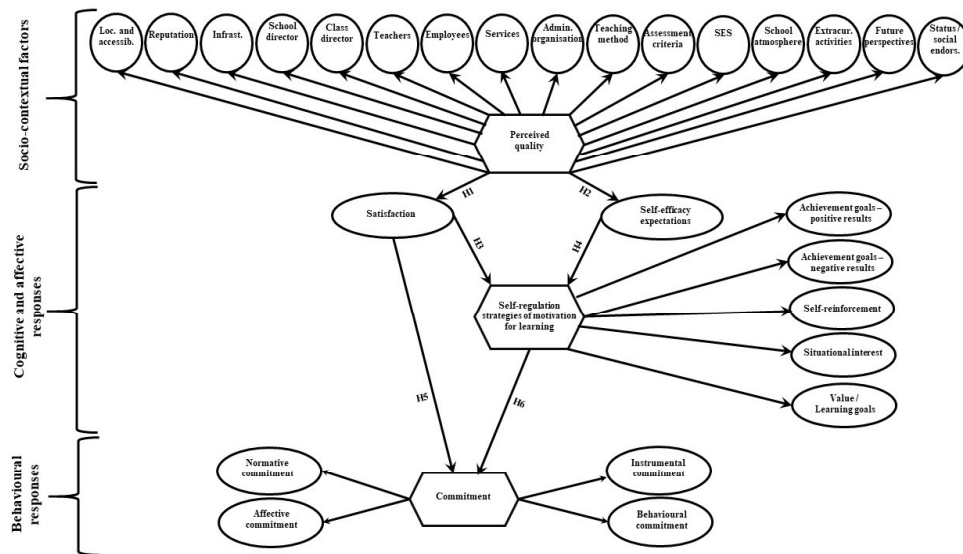 Socio-contextual factors
Loc. and
accessib.
Reputation
Infrast.
School
director
Class
director
Teachers
Employees
Services
Admin.
organisation
Teaching
method
Assessment
criteria
SES
School
atmosphere
Extracur.
activities
Future
perspectives
Status/
social
endors.
Perceived
quality
H1
H2
Cognitive and affective
responses
Satisfaction
Self-efficacy
expectations
H3
H4
Achievement goals –
positive results
Achievement goals –
negative results
Self-regulation
strategies of motivation
for learning
Self-reinforcement
Situational interest
Value /
Learning goals
H5
H6
Behavioural
responses
Normative
commitment
Affective
commitment
Commitment
Instrumental
commitment
Behavioural
commitment